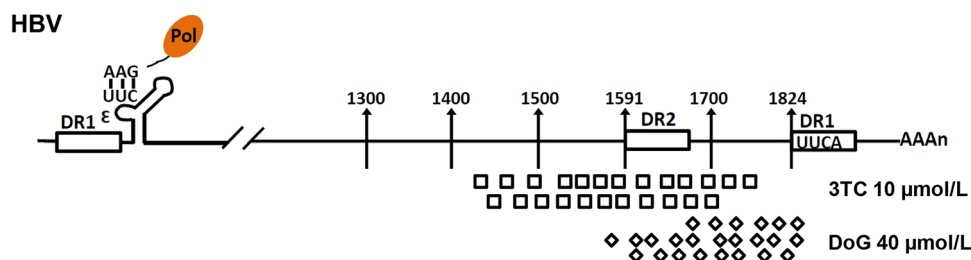 HBV
Pol
AAG
UUC
ε
DR1
1300 1400 1500 1591 1700 1824
DR2 DR1
UUCA
AAAn
3TC 10 µmol/L
DoG 40 µmol/L